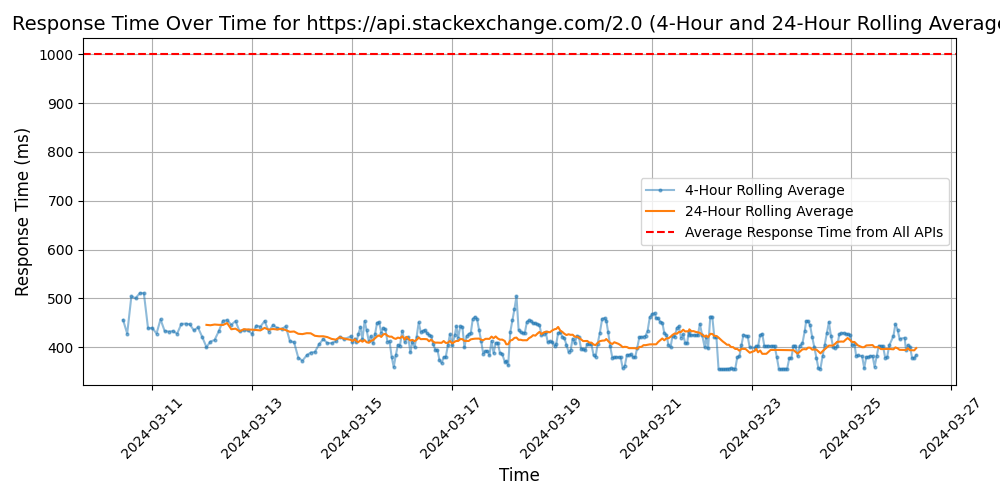 Response Time Over Time for https://api.stackexchange.com/2.0 (4-Hour and 24-Hour Rolling Average
1000
900
800
700
600
500
400
Response Time (ms)
4-Hour Rolling Average
24-Hour Rolling Average
Average Response Time from All APIs
2024-03-11
2024-03-13
2024-03-15
2024-03-17
2024-03-19
2024-03-21
2024-03-23
2024-03-25
2024-03-27
Time